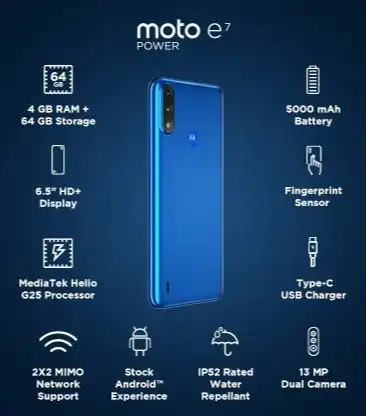 moto e⁷
POWER
64
GB
4 GB RAM +
64 GB Storage
5000 mAh
Battery
6.5" HD+
Display
Fingerprint
Sensor
MediaTek Helio
G25 Processor
Type-C
USB Charger
2X2 MIMO
Network
Support
Stock
Android™
Experience
IP52 Rated
Water
Repellant
13 MP
Dual Camera